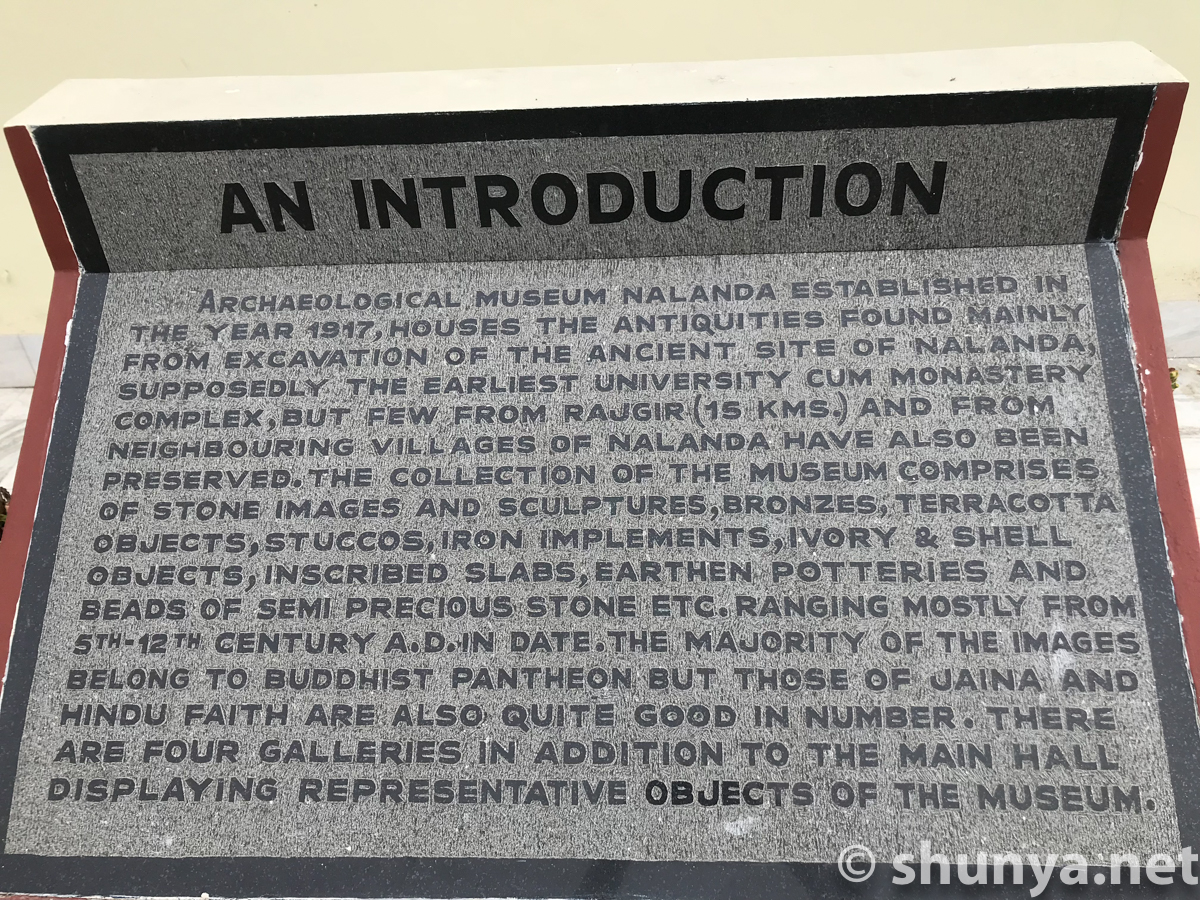 AN INTRODUCTION
ARCHAEOLOGICAL MUSEUM NALANDA ESTABLISHED IN
THE YEAR 1917, HOUSES THE ANTIQUITIES FOUND MAINLY
FROM EXCAVATION OF THE ANCIENT SITE OF NALANDA,
SUPPOSEDLY THE EARLIEST UNIVERSITY CUM MONASTERY
COMPLEX, BUT FEW FROM RAJGIR (15 KMS.) AND FROM
NEIGHBOURING VILLAGES OF NALANDA HAVE ALSO BEEN
PRESERVED. THE COLLECTION OF THE MUSEUM COMPRISES
OF STONE IMAGES AND SCULPTURES, BRONZES, TERRACOTTA
OBJECTS, STUCCOS, IRON IMPLEMENTS, IVORY & SHELL
OBJECTS, INSCRIBED SLABS, EARTHEN POTTERIES AND
BEADS OF SEMI PRECIOUS STONE ETC. RANGING MOSTLY FROM
5TH-12TH CENTURY A.D. IN DATE. THE MAJORITY OF THE IMAGES
BELONG TO BUDDHIST PANTHEON BUT THOSE OF JAINA AND
HINDU FAITH ARE ALSO QUITE GOOD IN NUMBER. THERE
ARE FOUR GALLERIES IN ADDITION TO THE MAIN HALL
DISPLAYING REPRESENTATIVE OBJECTS OF THE MUSEUM.
© shunya.net